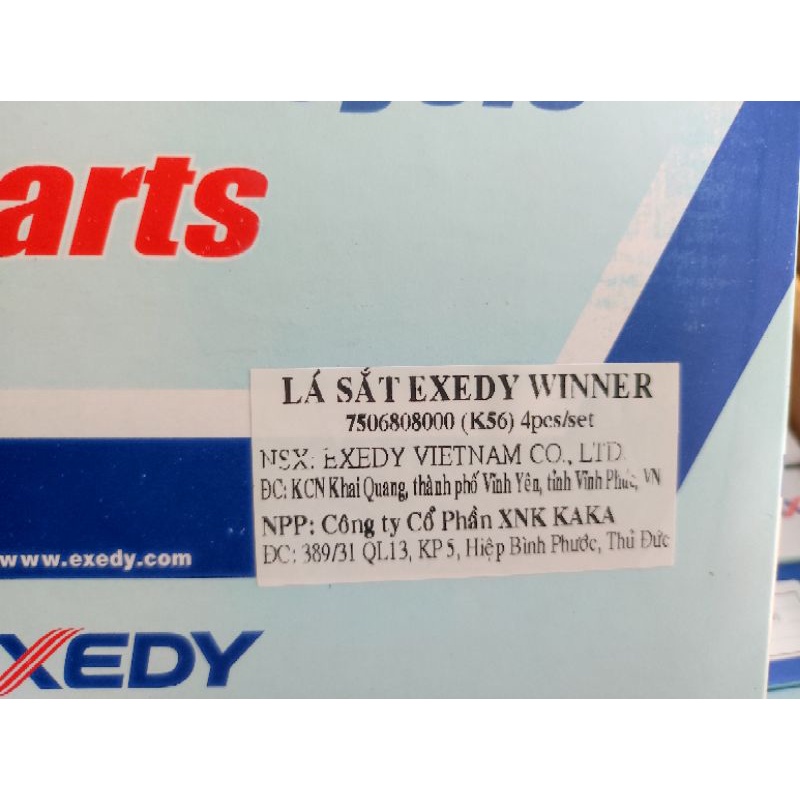 arts
LÁ SẮT EXEDY WINNER
7506808000 (K56) 4pcs/set
NSX: EXEDY VIETNAM CO., LTD.
ĐC: KCN Khai Quang, thành phố Vĩnh Yên, tỉnh Vĩnh Phúc, VN
NPP: Công ty Cổ Phần XNK KAKA
ĐC: 389/31 QL13, KP 5, Hiệp Bình Phước, Thủ Đức
www.exedy.com
EXEDY